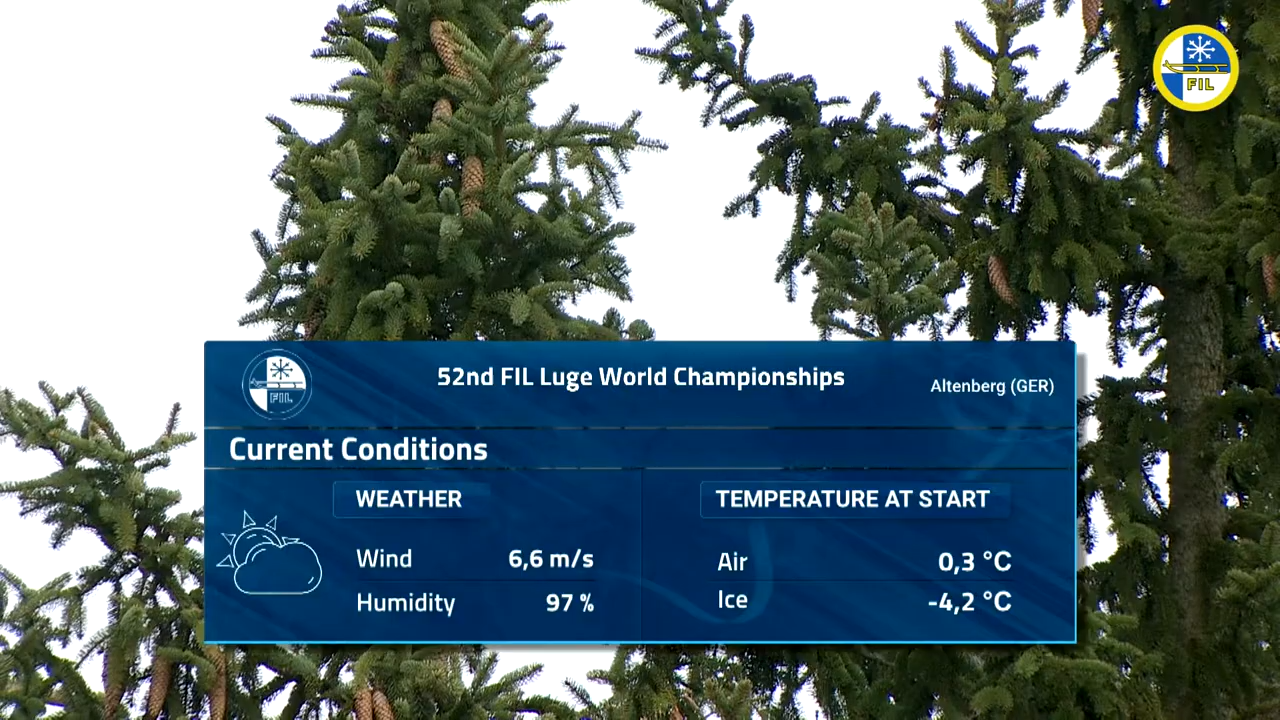 FIL
FIL
52nd FIL Luge World Championships
Altenberg (GER)
Current Conditions
WEATHER
TEMPERATURE AT START
Wind 6,6 m/s
Air 0,3 °C
Humidity 97 %
Ice -4,2 °C